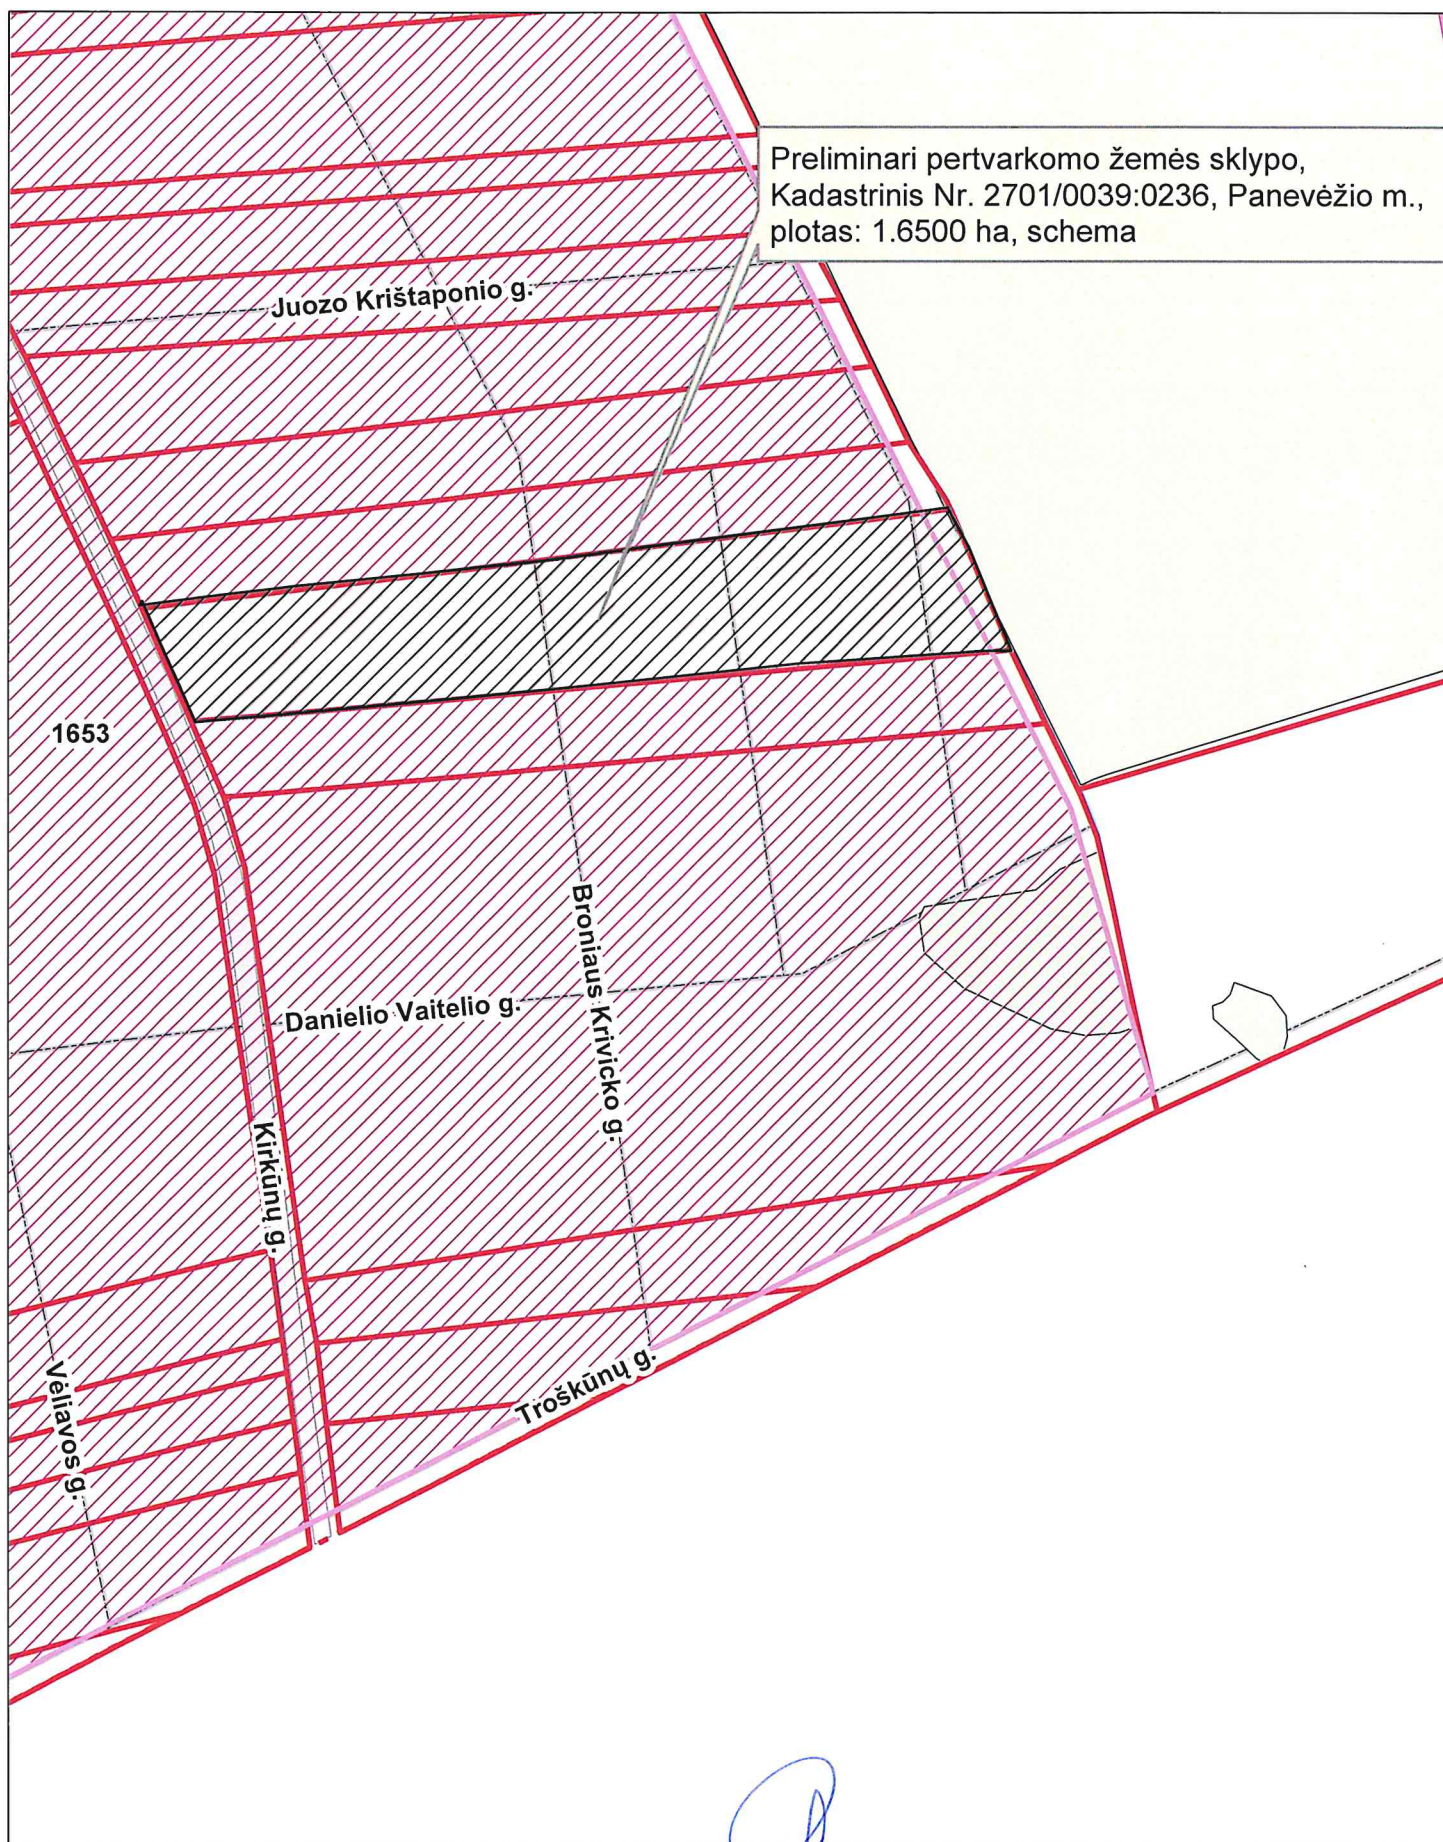 Preliminari pertvarkomo žemės sklypo,
Kadastrinis Nr. 2701/0039:0236, Panevėžio m.,
plotas: 1.6500 ha, schema
Juozo Krištaponio g.
1653
Broniaus Krivicko g.
Danielio Vaitelio g.
Kirkūnų g.
Vėliavos g.
Troškūnų g.